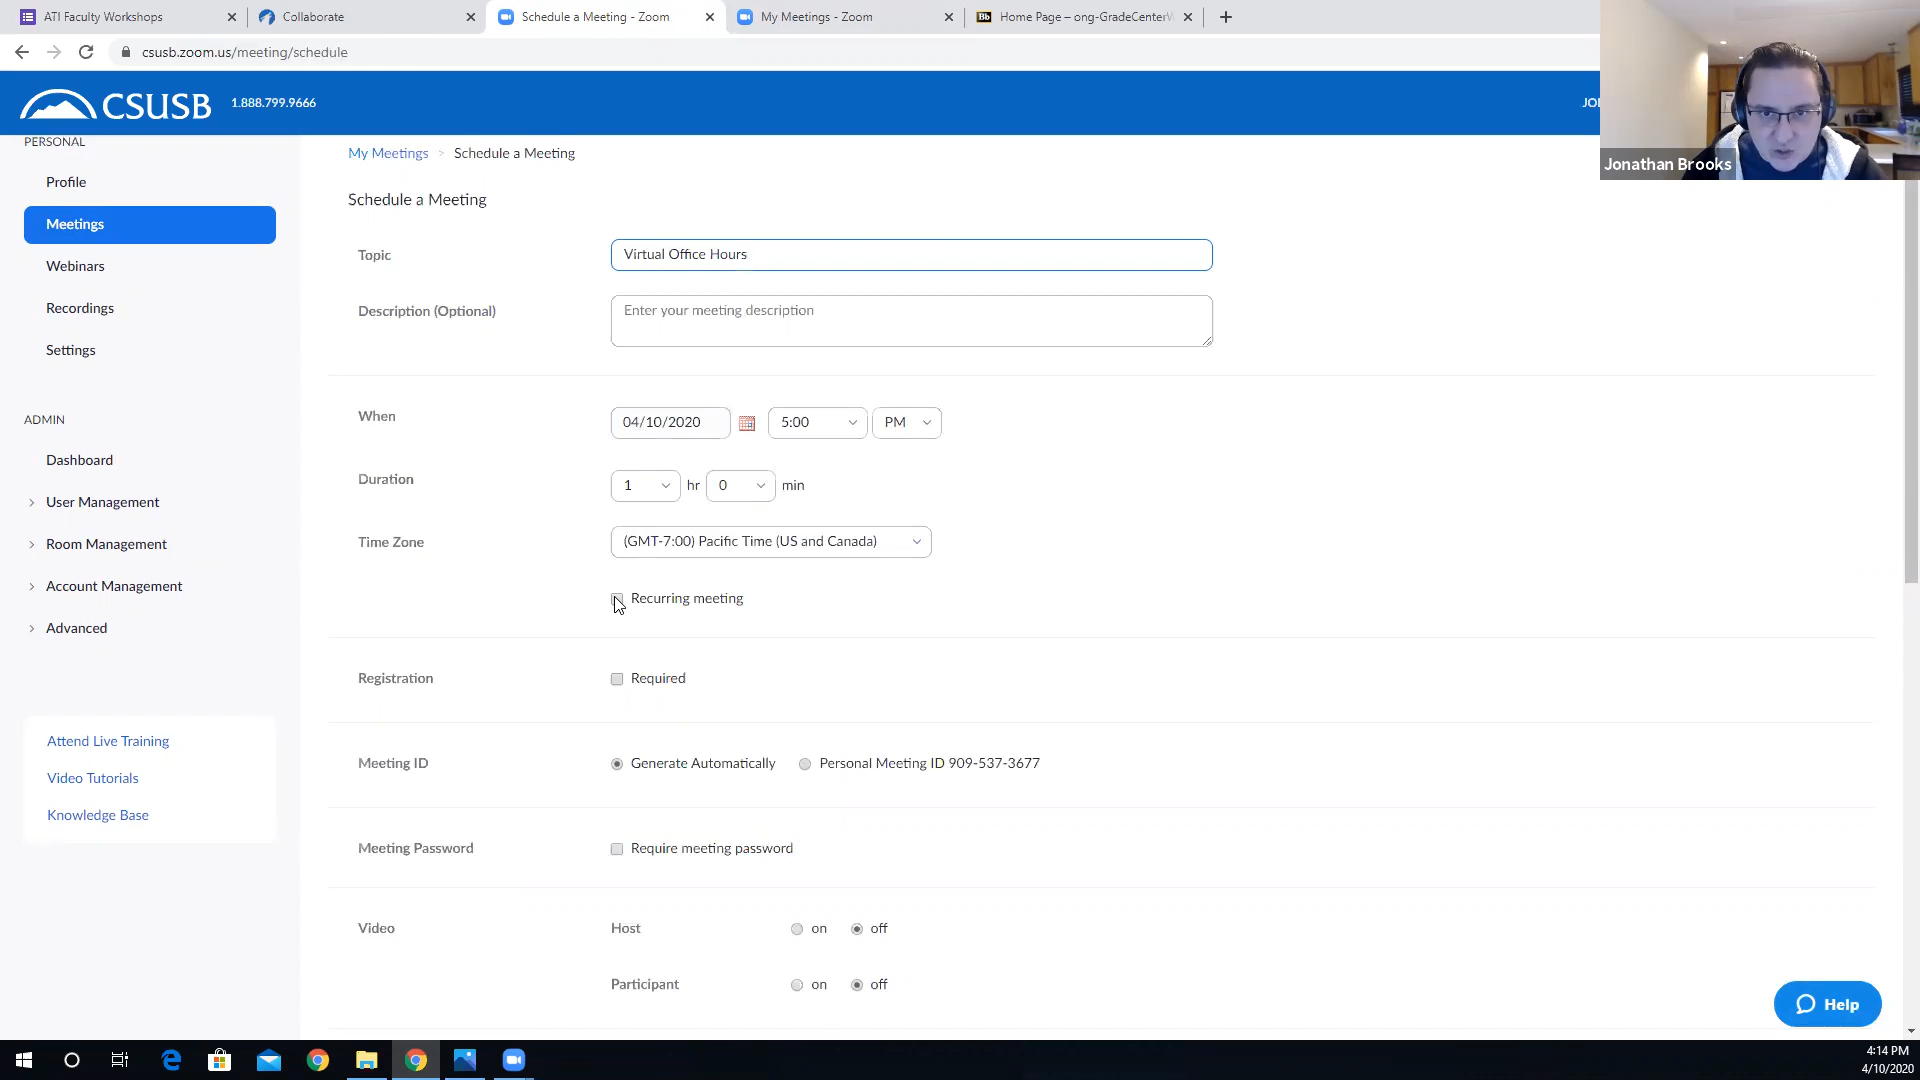 ATI Faculty Workshops
Collaborate
Schedule a Meeting - Zoom
My Meetings - Zoom
Bb Home Page – ong-GradeCenterW
csusb.zoom.us/meeting/schedule
CSUSB 1.888.799.9666
Jonathan Brooks
PERSONAL
Profile
Meetings
Webinars
Recordings
Settings
ADMIN
Dashboard
User Management
Room Management
Account Management
Advanced
Attend Live Training
Video Tutorials
Knowledge Base
My Meetings > Schedule a Meeting
Schedule a Meeting
Topic Virtual Office Hours
Description (Optional) Enter your meeting description
When 04/10/2020 5:00 PM
Duration 1 hr 0 min
Time Zone (GMT-7:00) Pacific Time (US and Canada)
Recurring meeting
Registration Required
Meeting ID Generate Automatically Personal Meeting ID 909-537-3677
Meeting Password Require meeting password
Video Host on off
Participant on off
Help
4:14 PM
4/10/2020